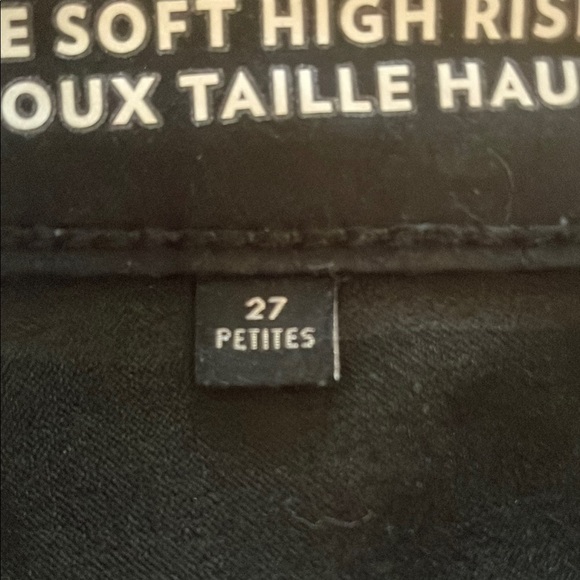 E SOFT HIGH RIS
OUX TAILLE HAU
27
PETITES